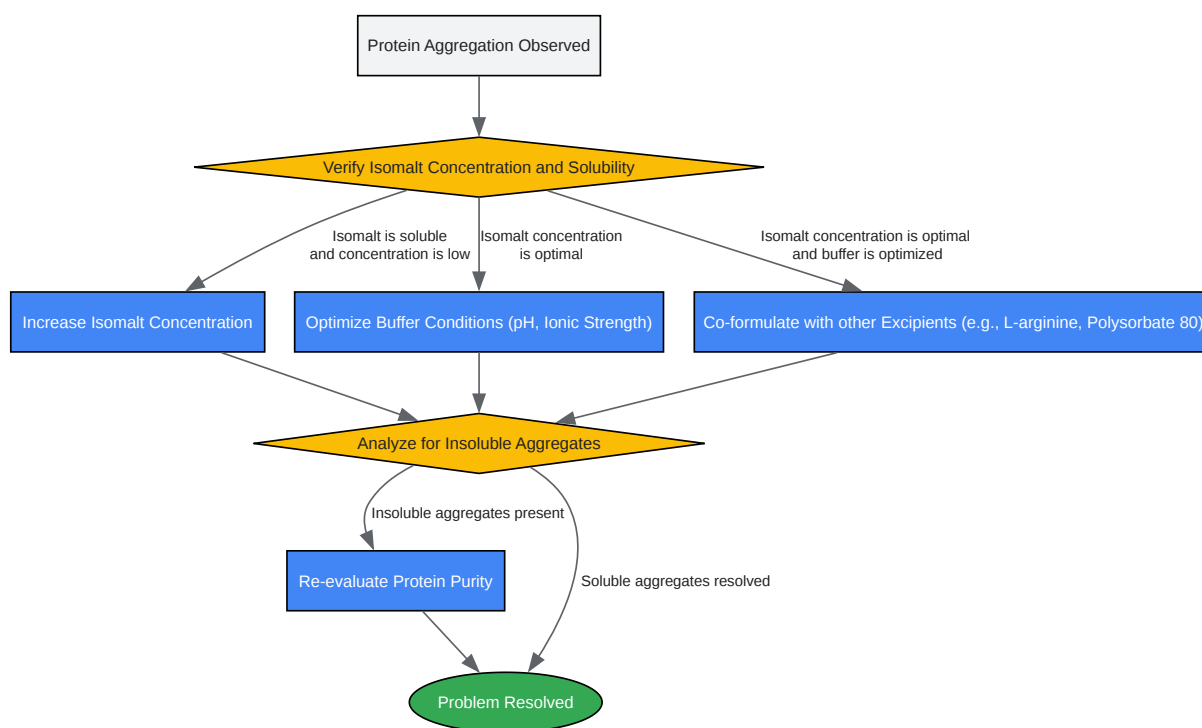 Protein Aggregation Observed
Verify Isomalt Concentration and Solubility
Isomalt is soluble
and concentration is low
Isomalt concentration
is optimal
Isomalt concentration is optimal
and buffer is optimized
Increase Isomalt Concentration
Optimize Buffer Conditions (pH, Ionic Strength)
Co-formulate with other Excipients (e.g., L-arginine, Polysorbate 80)
Analyze for Insoluble Aggregates
Insoluble aggregates present
Re-evaluate Protein Purity
Soluble aggregates resolved
Problem Resolved